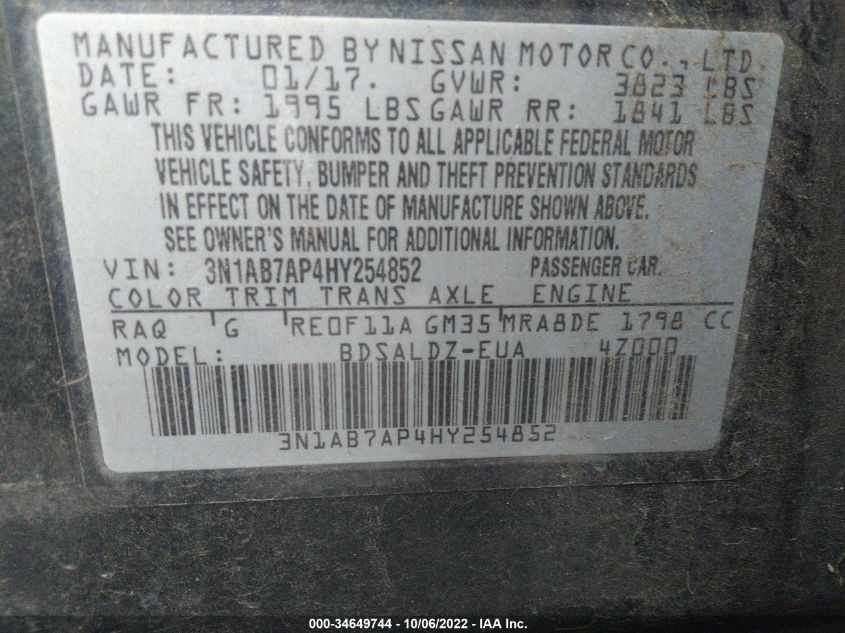 MANUFACTURED BY NISSAN MOTOR CO., LTD.
DATE: 01/17. GVWR: 3823 LBS
GAWR FR: 1995 LBS GAWR RR: 1841 LBS
THIS VEHICLE CONFORMS TO ALL APPLICABLE FEDERAL MOTOR
VEHICLE SAFETY, BUMPER AND THEFT PREVENTION STANDARDS
IN EFFECT ON THE DATE OF MANUFACTURE SHOWN ABOVE.
SEE OWNER'S MANUAL FOR ADDITIONAL INFORMATION.
VIN: 3N1AB7AP4HY254852 PASSENGER CAR.
COLOR TRIM TRANS AXLE ENGINE
RAQ G RE0F11A GM35 MRA8DE 1798 CC
MODEL: BDSALDZ-EUA 4Z000
3N1AB7AP4HY254852
000-34649744 - 10/06/2022 - IAA Inc.